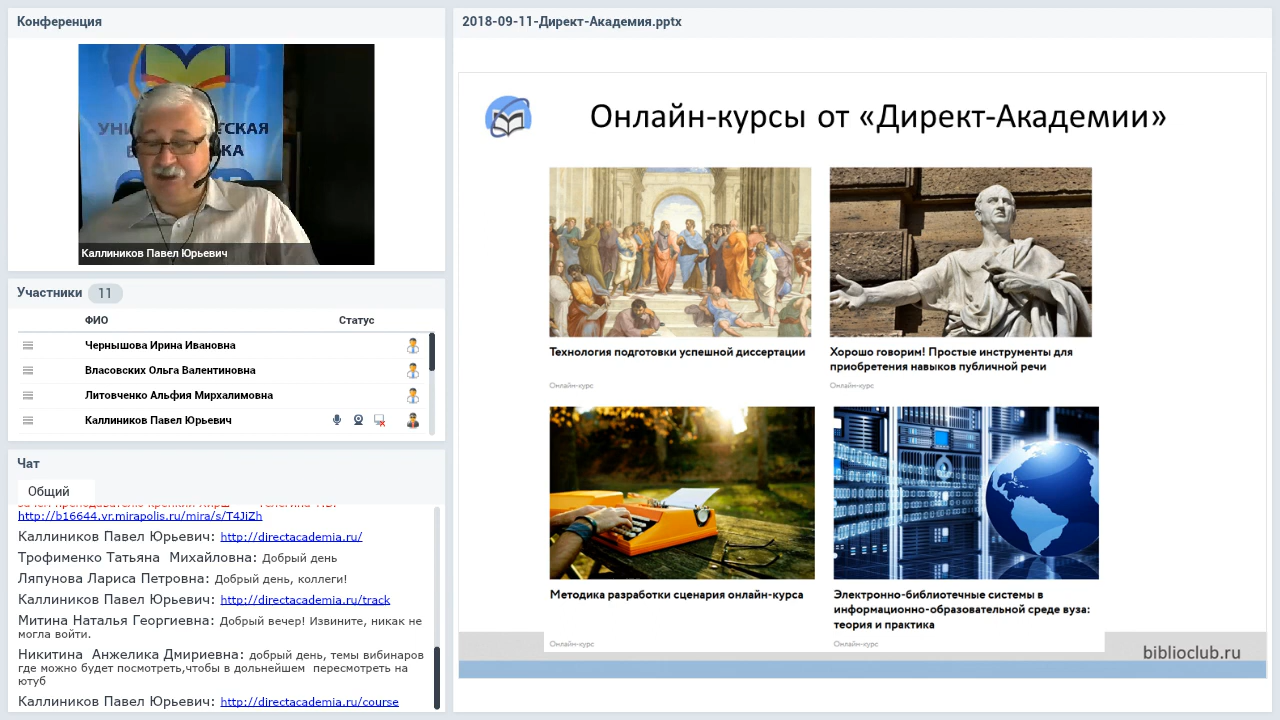 Конференция
УНИ
ТСКАЯ
КА
Каллиников Павел Юрьевич
Участники 11
ФИО Статус
Чернышова Ирина Ивановна
Власовских Ольга Валентиновна
Литовченко Альфия Мирхалимовна
Каллиников Павел Юрьевич
Чат
Общий
http://b16644.vr.mirapolis.ru/mira/s/T4JiZh
Каллиников Павел Юрьевич: http://directacademia.ru/
Трофименко Татьяна Михайловна: Добрый день
Ляпунова Лариса Петровна: Добрый день, коллеги!
Каллиников Павел Юрьевич: http://directacademia.ru/track
Митина Наталья Георгиевна: Добрый вечер! Извините, никак не
могла войти.
Никитина Анжелика Дмириевна: добрый день, темы вибинаров
где можно будет посмотреть,чтобы в дольнейшем пересмотреть на
ютуб
Каллиников Павел Юрьевич: http://directacademia.ru/course
2018-09-11-Директ-Академия.pptx
Онлайн-курсы от «Директ-Академии»
Технология подготовки успешной диссертации
Онлайн-курс
Хорошо говорим! Простые инструменты для
приобретения навыков публичной речи
Онлайн-курс
Методика разработки сценария онлайн-курса
Онлайн-курс
Электронно-библиотечные системы в
информационно-образовательной среде вуза:
теория и практика
Онлайн-курс
biblioclub.ru